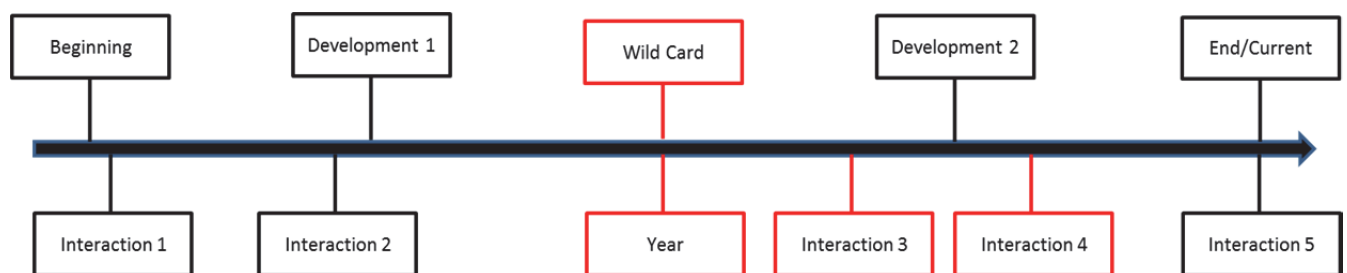 Beginning
Development 1
Wild Card
Development 2
End/Current
Interaction 1
Interaction 2
Year
Interaction 3
Interaction 4
Interaction 5